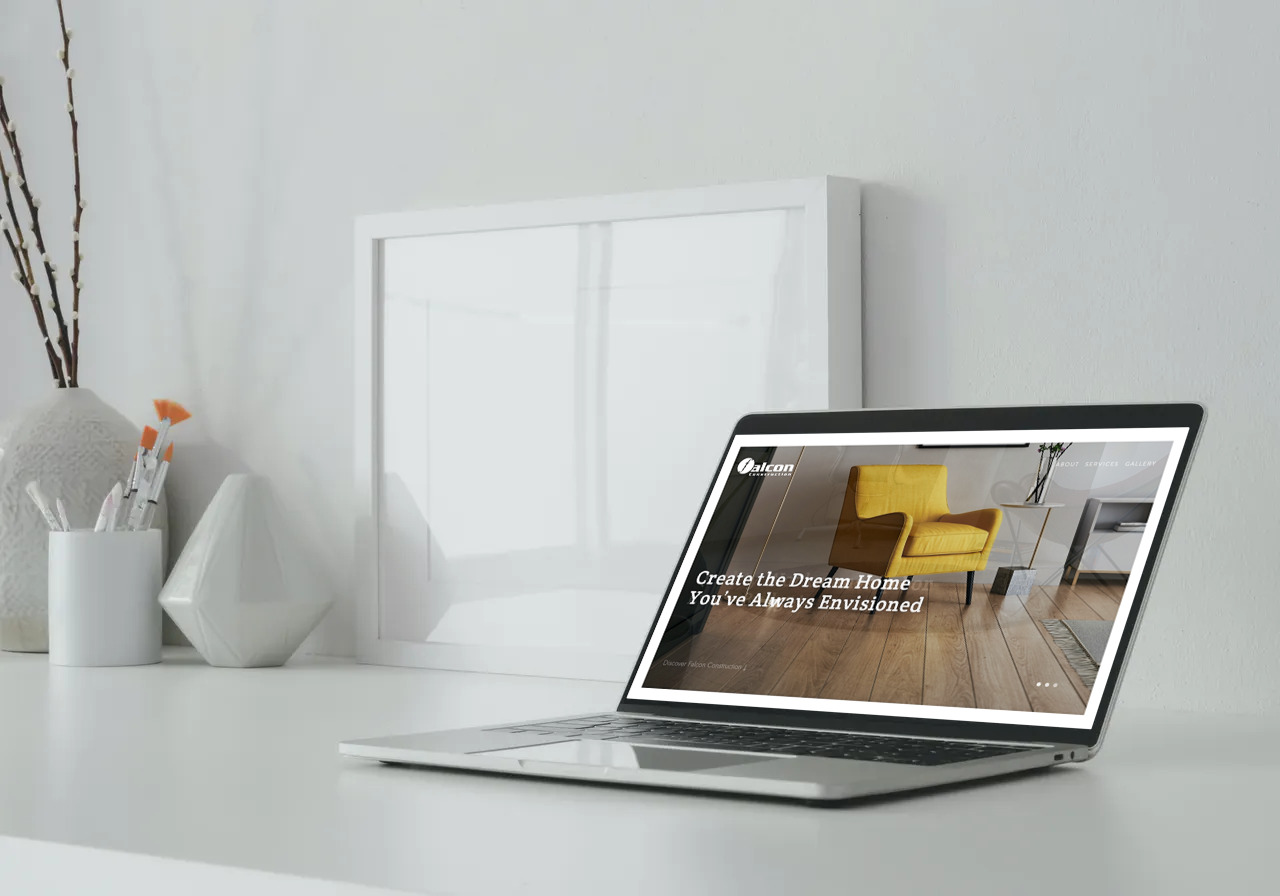 falcon
CONSTRUCTION
ABOUT SERVICES GALLERY
Create the Dream Home
You've Always Envisioned
Discover Falcon Construction